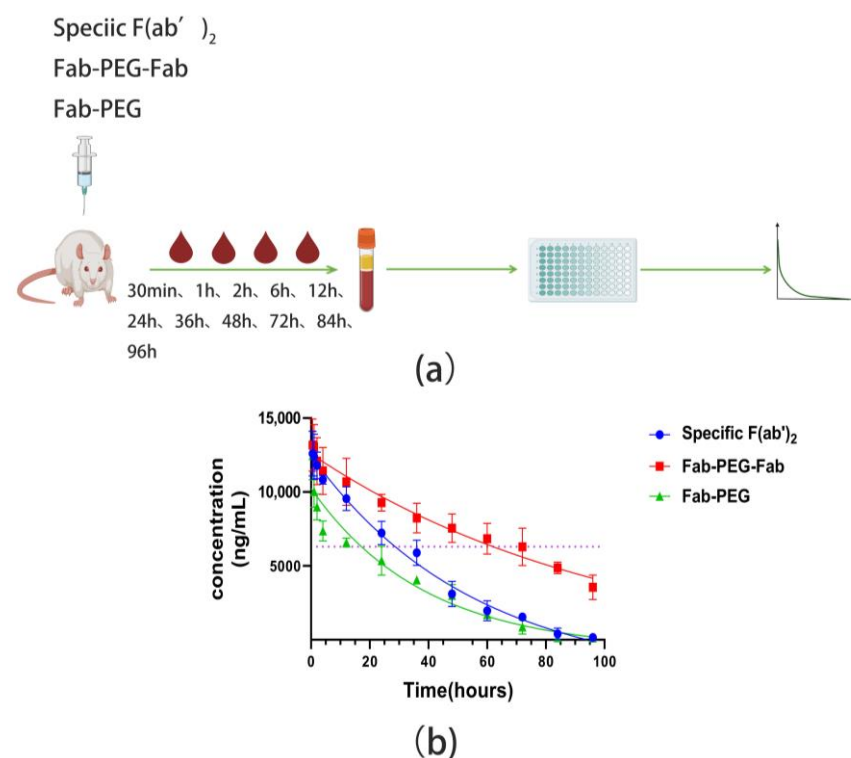 Speciic F(ab′ )₂
Fab-PEG-Fab
Fab-PEG
30min、1h、2h、6h、12h、
24h、36h、48h、72h、84h、
96h
(a）
15,000
10,000
5000
0
concentration
(ng/mL)
0 20 40 60 80 100
Time(hours)
Specific F(ab')₂
Fab-PEG-Fab
Fab-PEG
（b）